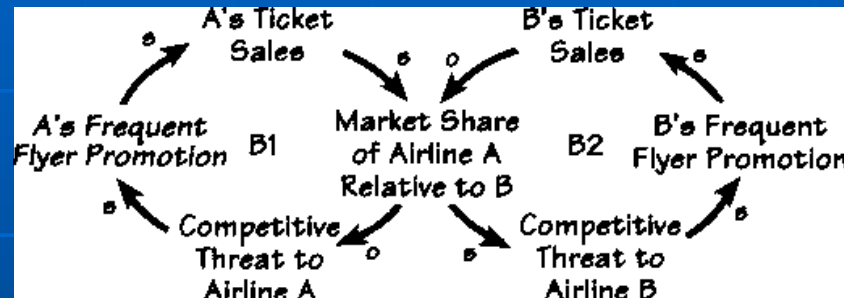 A's Ticket
Sales
B's Ticket
Sales
s
s
o
s
A's Frequent
Flyer Promotion
B1
Market Share
of Airline A
Relative to B
B2
B's Frequent
Flyer Promotion
s
Competitive
Threat to
Airline A
o
s
Competitive
Threat to
Airline B
s